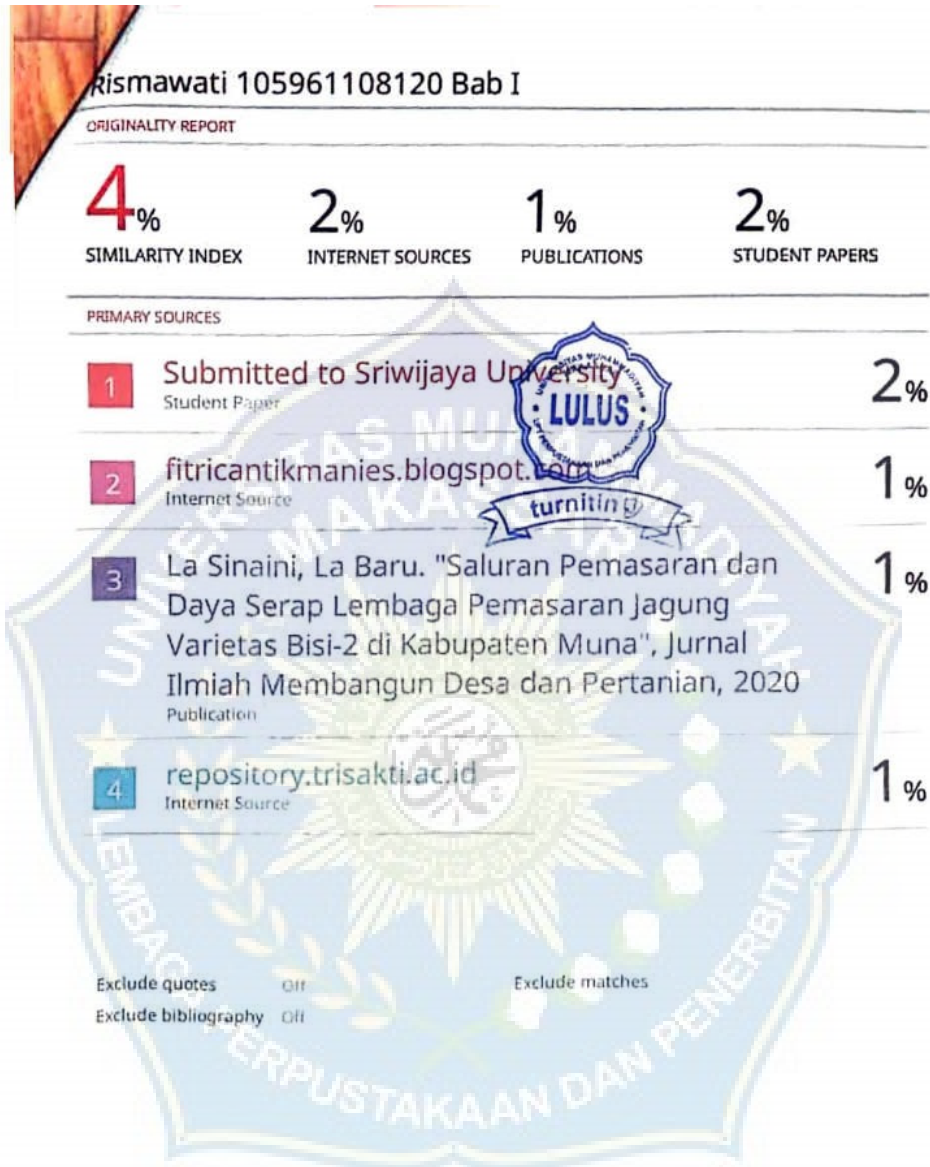 Rismawati 105961108120 Bab I
ORIGINALITY REPORT
4% 2% 1% 2%
SIMILARITY INDEX INTERNET SOURCES PUBLICATIONS STUDENT PAPERS
PRIMARY SOURCES
1 Submitted to Sriwijaya University 2%
Student Paper
LULUS
2 fitricantikmanies.blogspot.com 1%
Internet Source
turnitin
3 La Sinaini, La Baru. "Saluran Pemasaran dan 1%
Daya Serap Lembaga Pemasaran Jagung
Varietas Bisi-2 di Kabupaten Muna", Jurnal
Ilmiah Membangun Desa dan Pertanian, 2020
Publication
4 repository.trisakti.ac.id 1%
Internet Source
Exclude quotes Off Exclude matches
Exclude bibliography Off
UNIVERSITAS MUHAMMADIYAH
MAKASSAR
LEMBAGA PERPUSTAKAAN DAN PENERBITAN